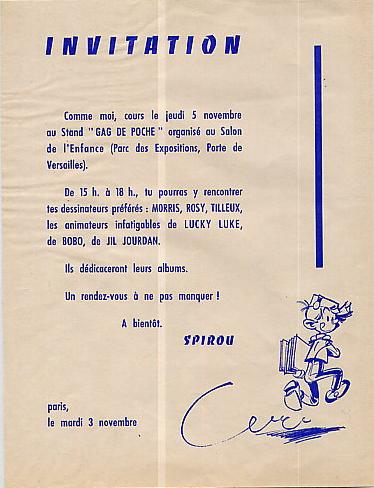 INVITATION
Comme moi, cours le jeudi 5 novembre
au Stand " GAG DE POCHE " organisé au Salon
de l'Enfance (Parc des Expositions, Porte de
Versailles).
De 15 h. à 18 h., tu pourras y rencontrer
tes dessinateurs préférés : MORRIS, ROSY, TILLEUX,
les animateurs infatigables de LUCKY LUKE,
de BOBO, de JIL JOURDAN.
Ils dédicaceront leurs albums.
Un rendez-vous à ne pas manquer !
A bientôt.
SPIROU
paris,
le mardi 3 novembre